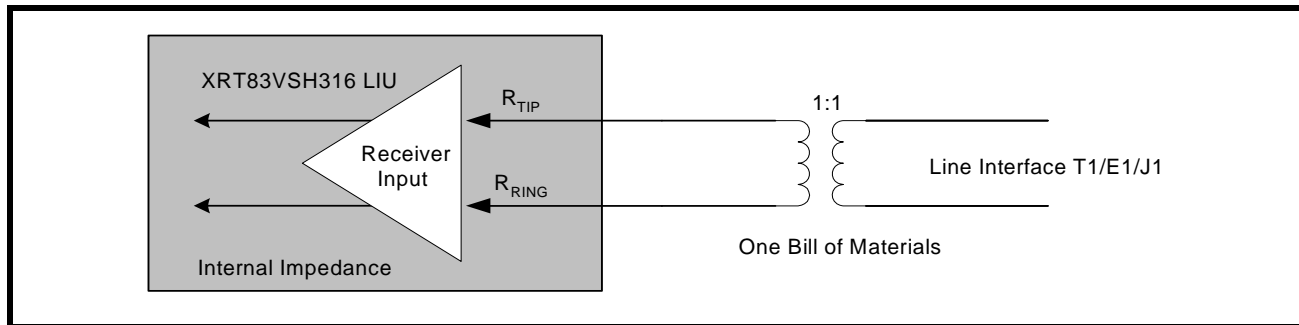 XRT83VSH316 LIU
R_TIP
1:1
Receiver
Input
Line Interface T1/E1/J1
R_RING
One Bill of Materials
Internal Impedance